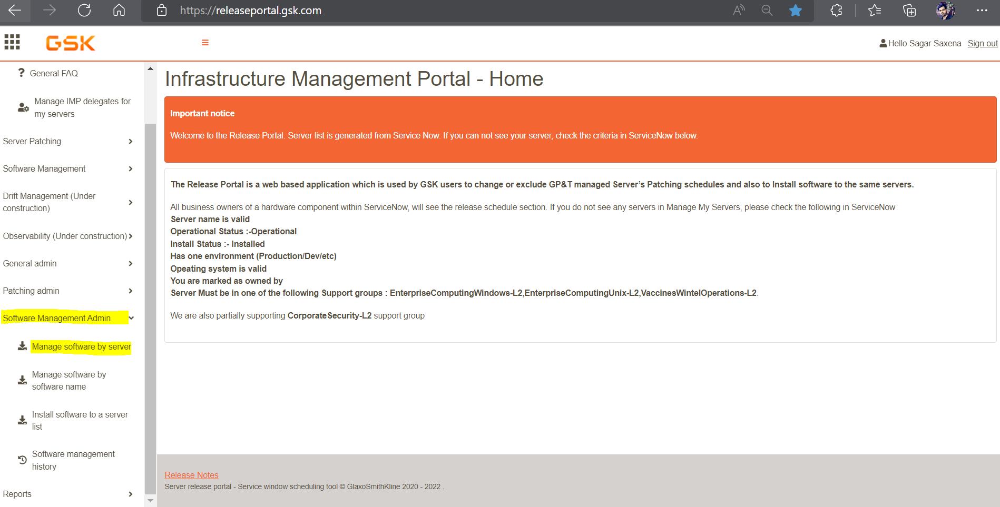 https://releaseportal.gsk.com
GSK
Hello Sagar Saxena Sign out
General FAQ
Manage IMP delegates for
my servers
Server Patching
Software Management
Drift Management (Under
construction)
Observability (Under construction)
General admin
Patching admin
Software Management Admin
Manage software by server
Manage software by
software name
Install software to a server
list
Software management
history
Reports
Infrastructure Management Portal - Home
Important notice
Welcome to the Release Portal. Server list is generated from Service Now. If you can not see your server, check the criteria in ServiceNow below.
The Release Portal is a web based application which is used by GSK users to change or exclude GP&T managed Server's Patching schedules and also to Install software to the same servers.
All business owners of a hardware component within ServiceNow, will see the release schedule section. If you do not see any servers in Manage My Servers, please check the following in ServiceNow
Server name is valid
Operational Status :-Operational
Install Status :- Installed
Has one environment (Production/Dev/etc)
Opeating system is valid
You are marked as owned by
Server Must be in one of the following Support groups : EnterpriseComputingWindows-L2,EnterpriseComputingUnix-L2,VaccinesWintelOperations-L2.
We are also partially supporting CorporateSecurity-L2 support group
Release Notes
Server release portal - Service window scheduling tool © GlaxoSmithKline 2020 - 2022 .